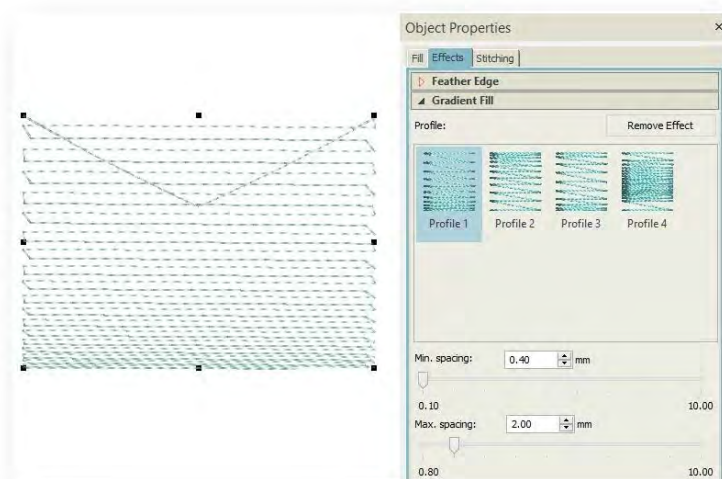 Object Properties ×
Fill Effects Stitching
Feather Edge
Gradient Fill
Profile: Remove Effect
Profile 1 Profile 2 Profile 3 Profile 4
Min. spacing: 0.40 mm
0.10 10.00
Max. spacing: 2.00 mm
0.80 10.00